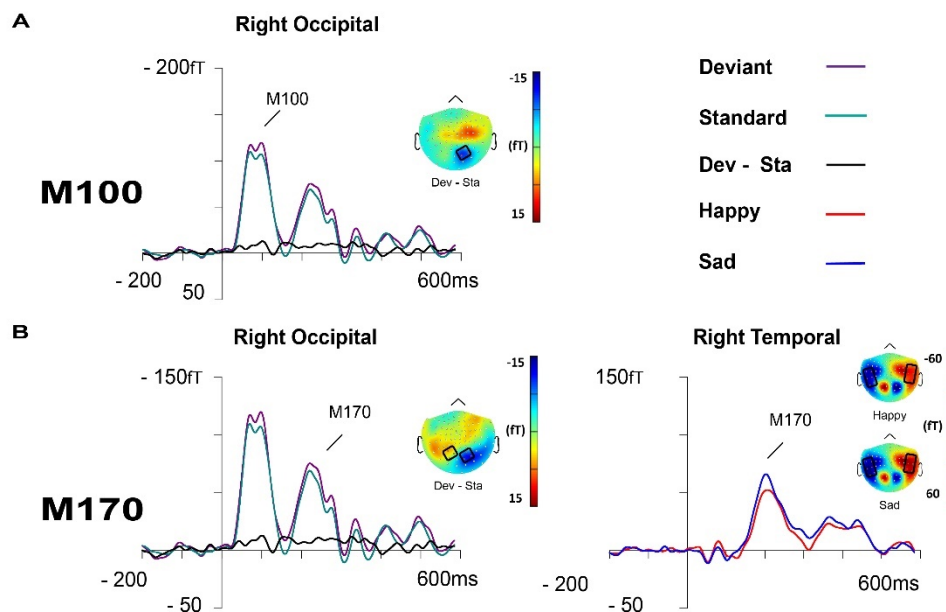 A
Right Occipital
- 200fT
M100
-15
(fT)
15
Dev - Sta
M100
- 200
50
600ms
Deviant
Standard
Dev - Sta
Happy
Sad
B
Right Occipital
- 150fT
M170
-15
(fT)
15
Dev - Sta
M170
- 200
- 50
600ms
Right Temporal
150fT
M170
-60
Happy
(fT)
60
Sad
- 200
- 50
600ms